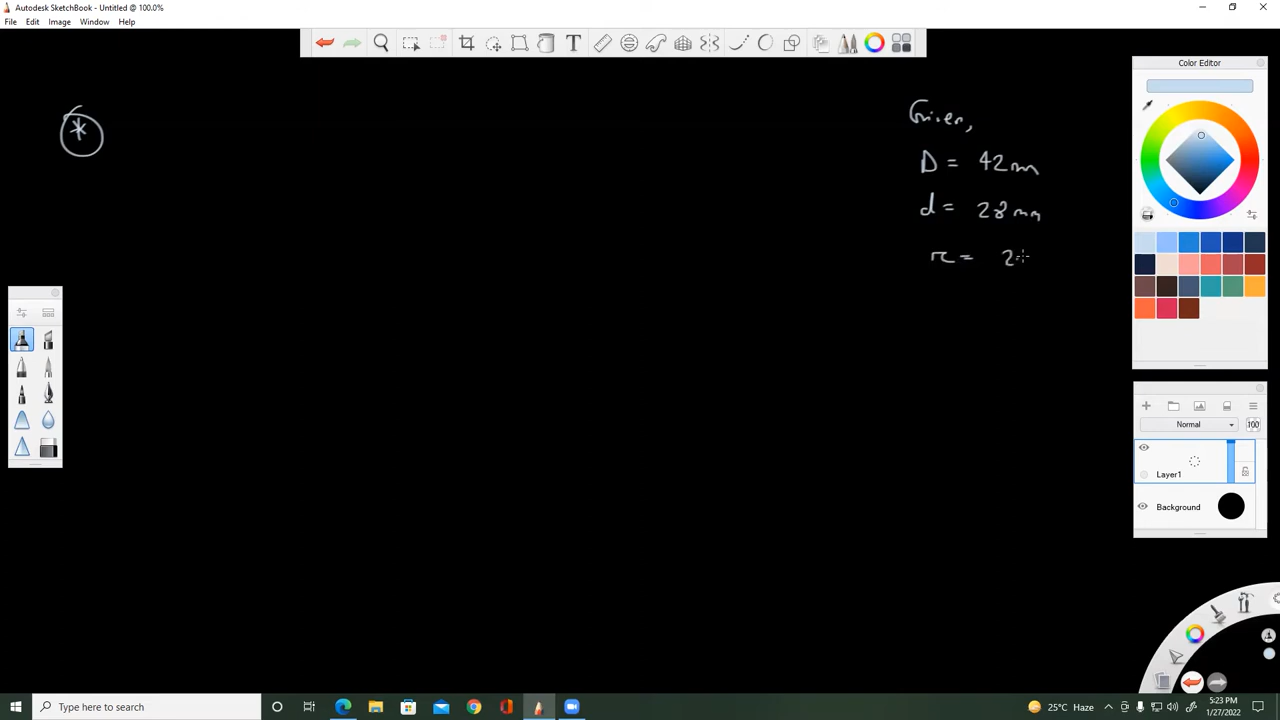 Autodesk SketchBook - Untitled @ 100.0%
File Edit Image Window Help
T
Color Editor
*
Given,
D = 42mm
d = 28mm
r = 2
Normal
100
Layer1
Background
Type here to search
25°C Haze
5:23 PM
1/27/2022